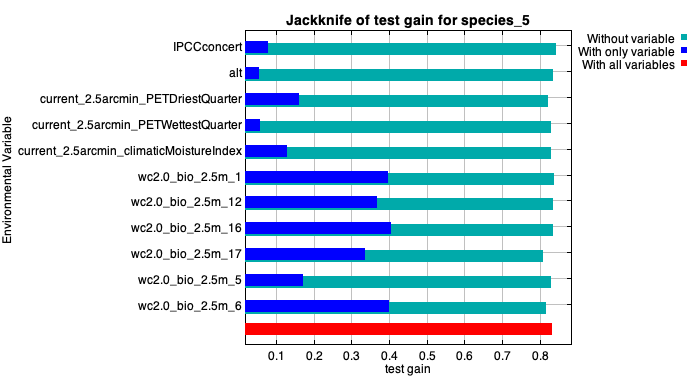 Jackknife of test gain for species_5
Without variable
With only variable
With all variables
Environmental Variable
IPCCconcert
alt
current_2.5arcmin_PETDriestQuarter
current_2.5arcmin_PETWettestQuarter
current_2.5arcmin_climaticMoistureIndex
wc2.0_bio_2.5m_1
wc2.0_bio_2.5m_12
wc2.0_bio_2.5m_16
wc2.0_bio_2.5m_17
wc2.0_bio_2.5m_5
wc2.0_bio_2.5m_6
0.1 0.2 0.3 0.4 0.5 0.6 0.7 0.8
test gain